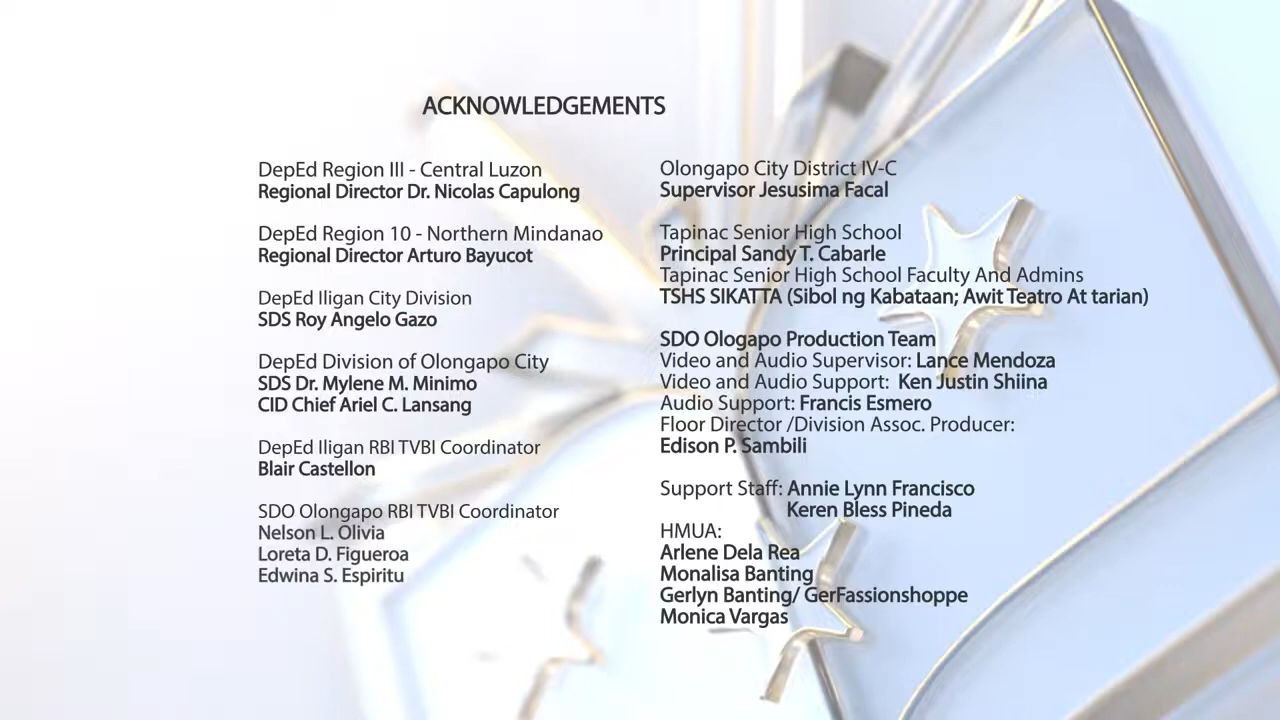 ACKNOWLEDGEMENTS
DepEd Region III - Central Luzon
Regional Director Dr. Nicolas Capulong
DepEd Region 10 - Northern Mindanao
Regional Director Arturo Bayucot
DepEd Iligan City Division
SDS Roy Angelo Gazo
DepEd Division of Olongapo City
SDS Dr. Mylene M. Minimo
CID Chief Ariel C. Lansang
DepEd Iligan RBI TVBI Coordinator
Blair Castellon
SDO Olongapo RBI TVBI Coordinator
Nelson L. Olivia
Loreta D. Figueroa
Edwina S. Espiritu
Olongapo City District IV-C
Supervisor Jesusima Facal
Tapinac Senior High School
Principal Sandy T. Cabarle
Tapinac Senior High School Faculty And Admins
TSHS SIKATTA (Sibol ng Kabataan; Awit Teatro At tarian)
SDO Ologapo Production Team
Video and Audio Supervisor: Lance Mendoza
Video and Audio Support: Ken Justin Shiina
Audio Support: Francis Esmero
Floor Director /Division Assoc. Producer:
Edison P. Sambili
Support Staff: Annie Lynn Francisco
Keren Bless Pineda
HMUA:
Arlene Dela Rea
Monalisa Banting
Gerlyn Banting/ GerFassionshoppe
Monica Vargas